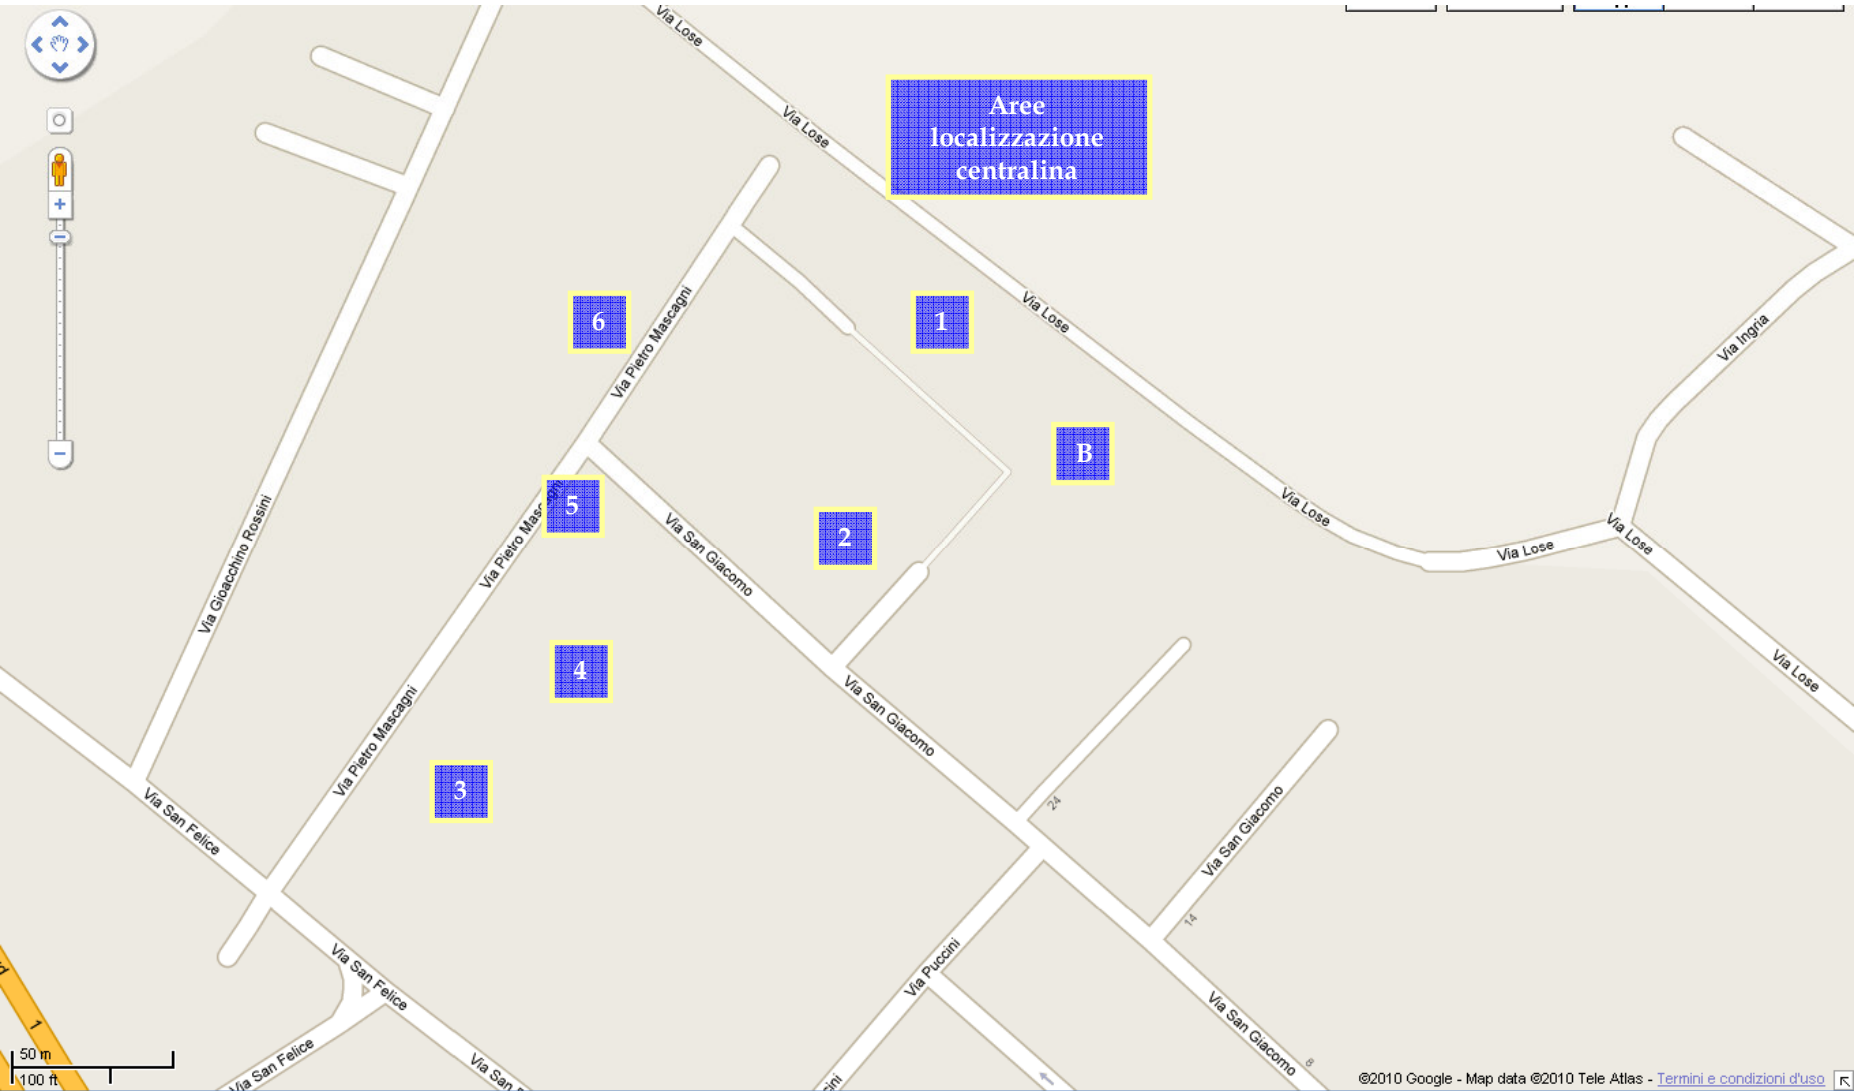 Via Lose
Aree
localizzazione
centralina
Via Lose
6
1
Via Lose
Via Pietro Mascagni
Via Ingria
B
5
2
Via Lose
Via Lose
Via Lose
Via Gioacchino Rossini
Via Pietro Mascagni
Via San Giacomo
4
Via Lose
Via San Giacomo
Via Pietro Mascagni
3
24
Via San Felice
Via San Giacomo
14
Via San Felice
Via Puccini
Via San Giacomo
1
8
Via San Felice
50 m
100 ft
©2010 Google - Map data ©2010 Tele Atlas - Termini e condizioni d'uso